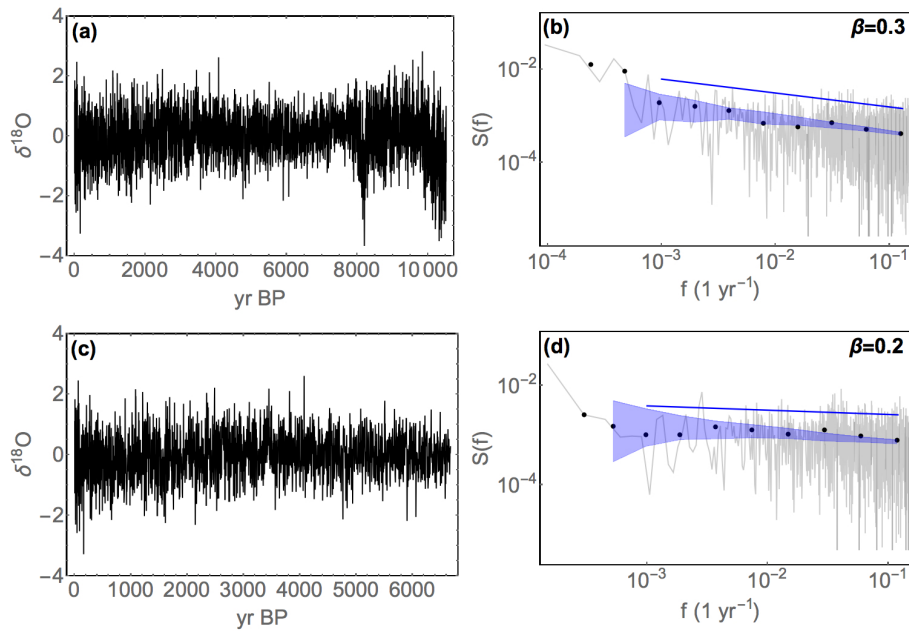 (a)
4
2
0
-2
-4
δ¹⁸O
0 2000 4000 6000 8000 10000
yr BP
(b)
β=0.3
10⁻²
10⁻⁴
S(f)
10⁻⁴ 10⁻³ 10⁻² 10⁻¹
f (1 yr⁻¹)
(c)
4
2
0
-2
-4
δ¹⁸O
0 1000 2000 3000 4000 5000 6000
yr BP
(d)
β=0.2
10⁻²
10⁻⁴
S(f)
10⁻³ 10⁻² 10⁻¹
f (1 yr⁻¹)